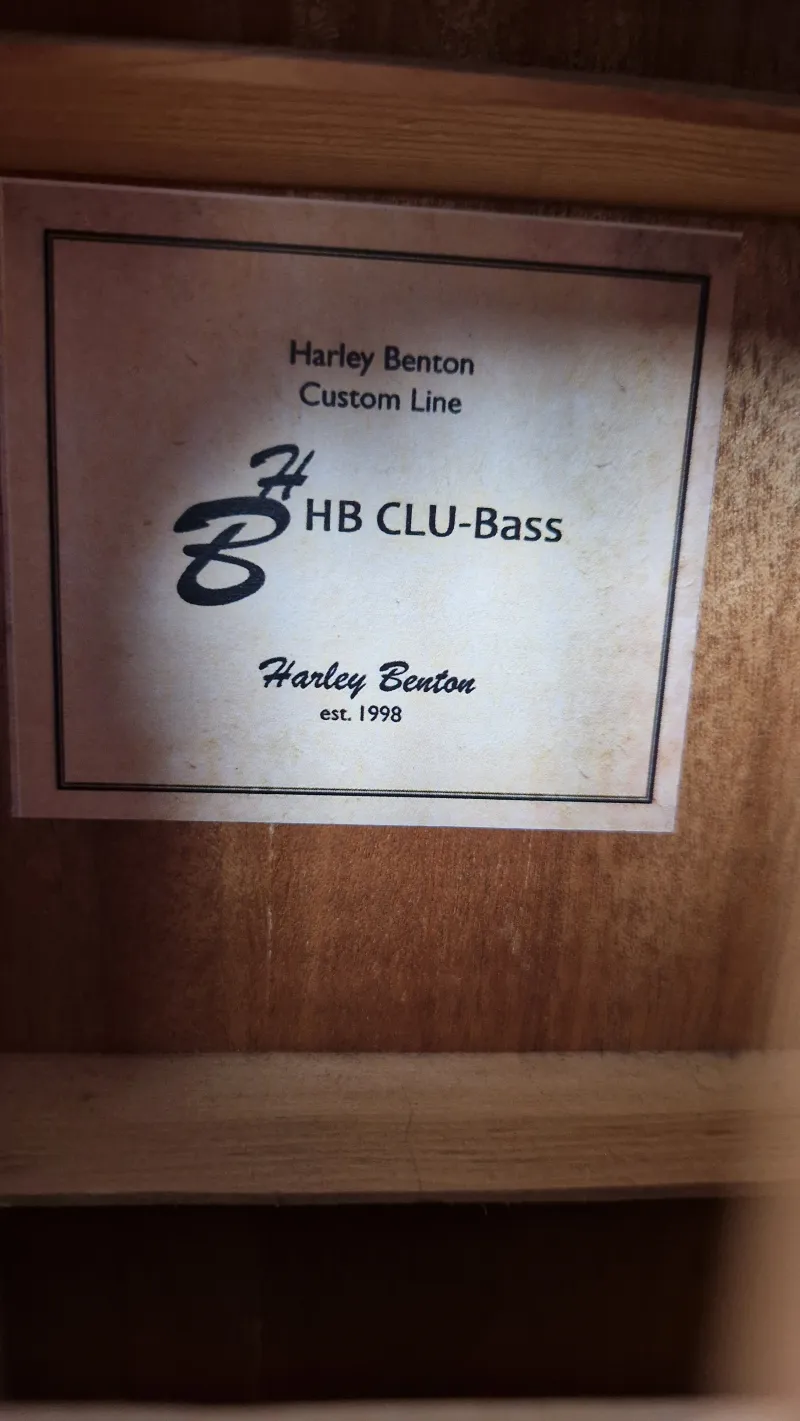 Harley Benton
Custom Line
HB HB CLU-Bass
Harley Benton
est. 1998